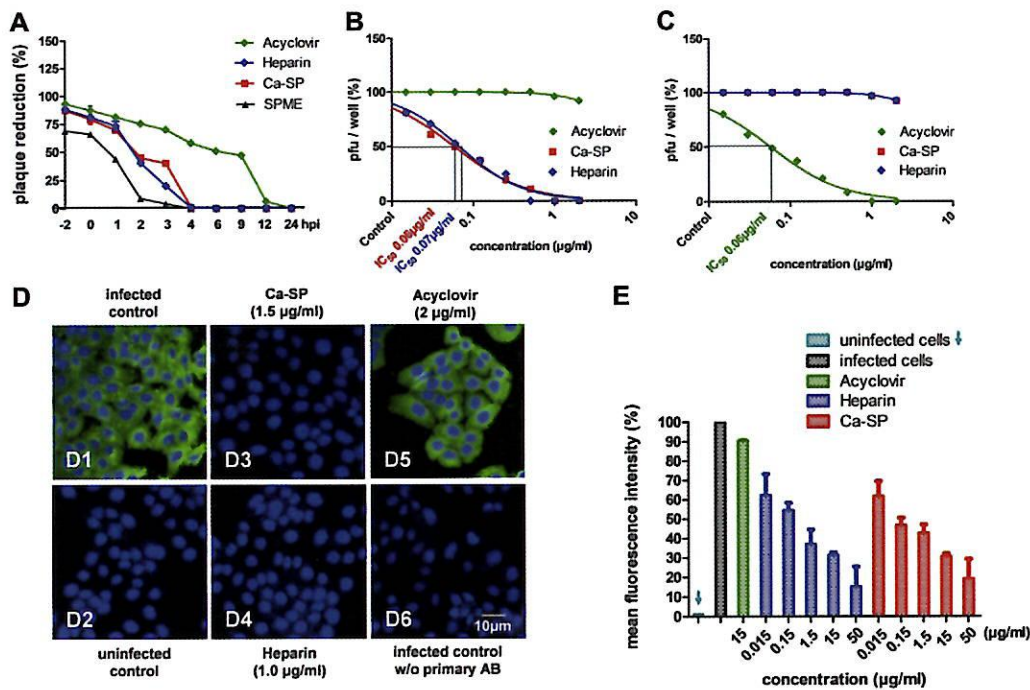 A
150
125
100
75
50
25
0
plaque reduction (%)
-2 0 1 2 3 4 6 9 12 24 hpi
Acyclovir
Heparin
Ca-SP
SPME
B
150
100
50
0
pfu / well (%)
Control
IC50 0.06µg/ml
IC50 0.07µg/ml
0.1 1 10
concentration (µg/ml)
Acyclovir
Ca-SP
Heparin
C
150
100
50
0
pfu / well (%)
Control
IC50 0.06µg/ml
0.1 1 10
concentration (µg/ml)
Acyclovir
Ca-SP
Heparin
D
infected
control
Ca-SP
(1.5 µg/ml)
Acyclovir
(2 µg/ml)
D1
D3
D5
D2
D4
D6
10µm
uninfected
control
Heparin
(1.0 µg/ml)
infected control
w/o primary AB
E
uninfected cells
infected cells
Acyclovir
Heparin
Ca-SP
100
90
80
70
60
50
40
30
20
10
0
mean fluorescence intensity (%)
15 0.015 0.15 1.5 15 50 0.015 0.15 1.5 15 50 (µg/ml)
concentration (µg/ml)